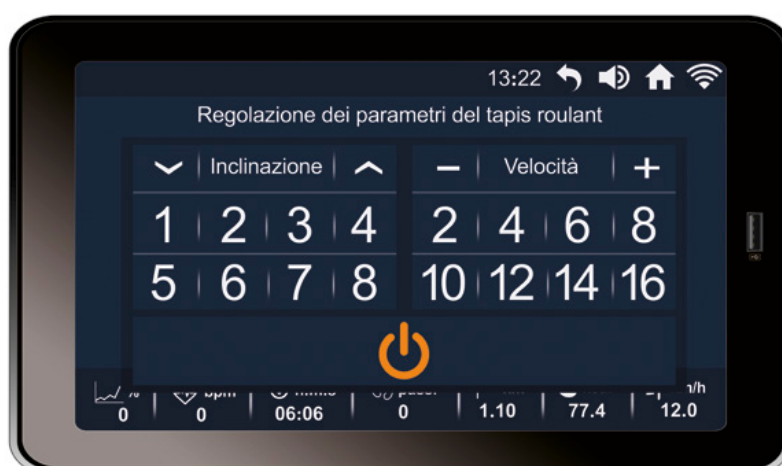 13:22
Regolazione dei parametri del tapis roulant
Inclinazione Velocità
1 2 3 4 2 4 6 8
5 6 7 8 10 12 14 16
0 0 06:06 0 1.10 77.4 12.0